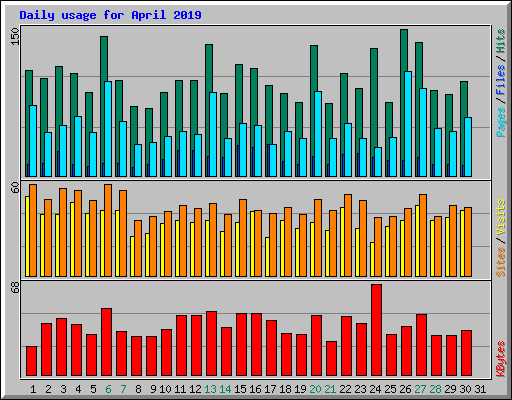 Daily usage for April 2019
150
Pages/Files/Hits
60
Sites/Visits
68
KBytes
1 2 3 4 5 6 7 8 9 10 11 12 13 14 15 16 17 18 19 20 21 22 23 24 25 26 27 28 29 30 31